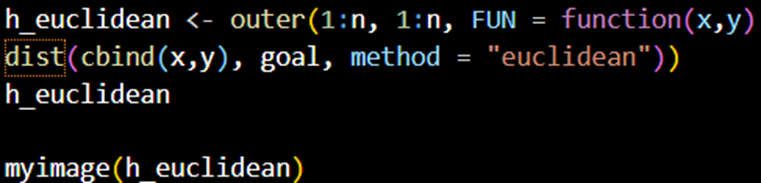 h_euclidean <- outer(1:n, 1:n, FUN = function(x,y)
dist(cbind(x,y), goal, method = "euclidean"))
h_euclidean
myimage(h_euclidean)